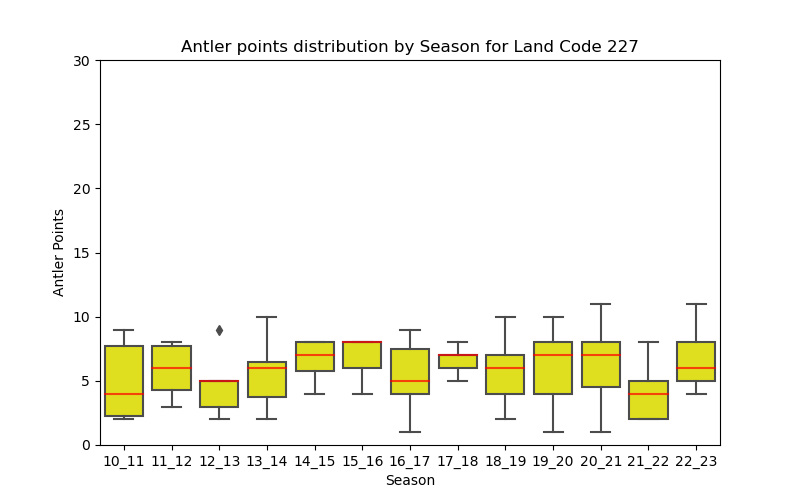 Antler points distribution by Season for Land Code 227
30
25
20
15
10
5
0
Antler Points
10_11 11_12 12_13 13_14 14_15 15_16 16_17 17_18 18_19 19_20 20_21 21_22 22_23
Season